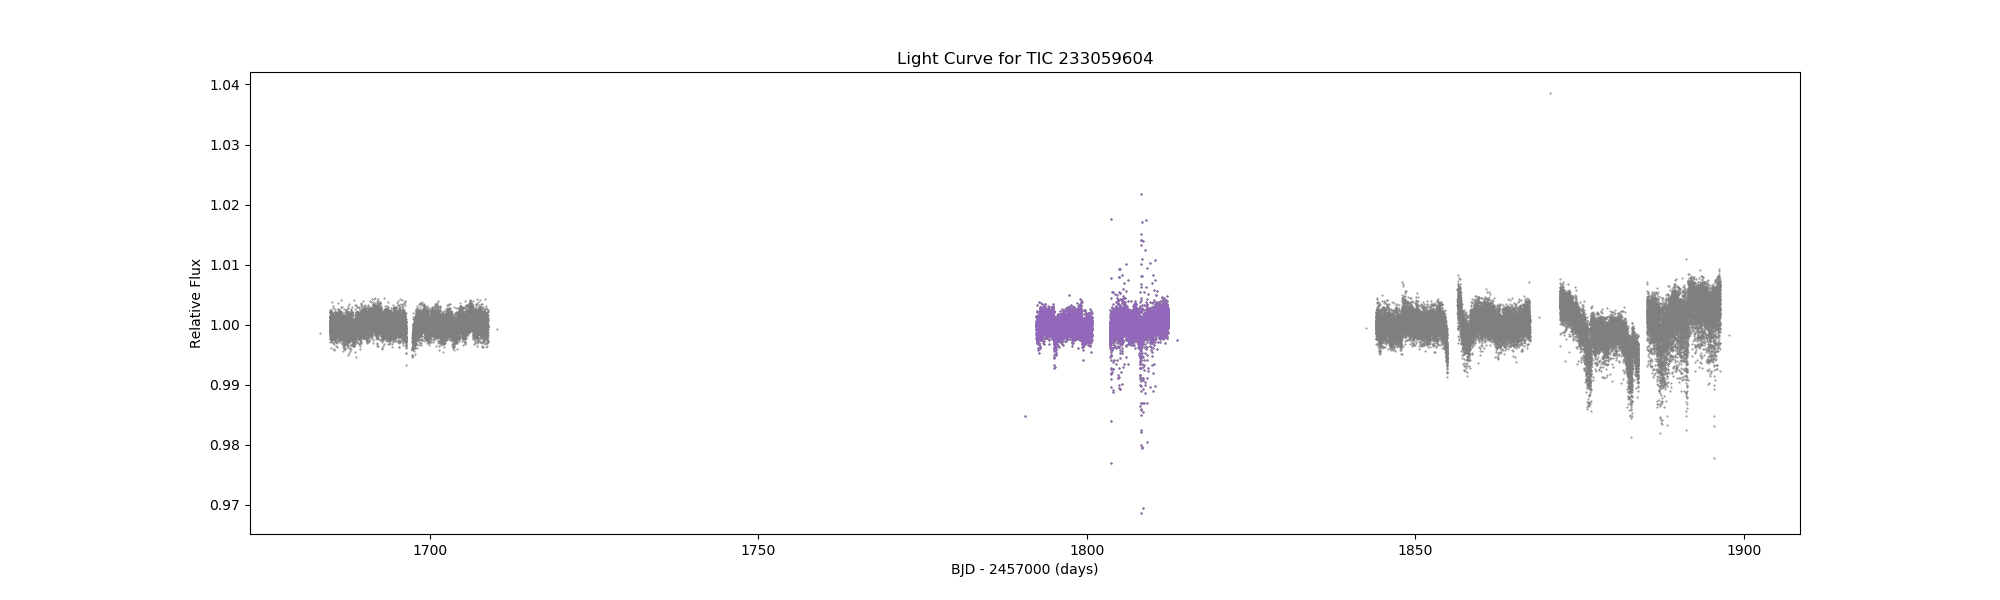 Light Curve for TIC 233059604
1.04
1.03
1.02
1.01
1.00
0.99
0.98
0.97
Relative Flux
1700 1750 1800 1850 1900
BJD - 2457000 (days)